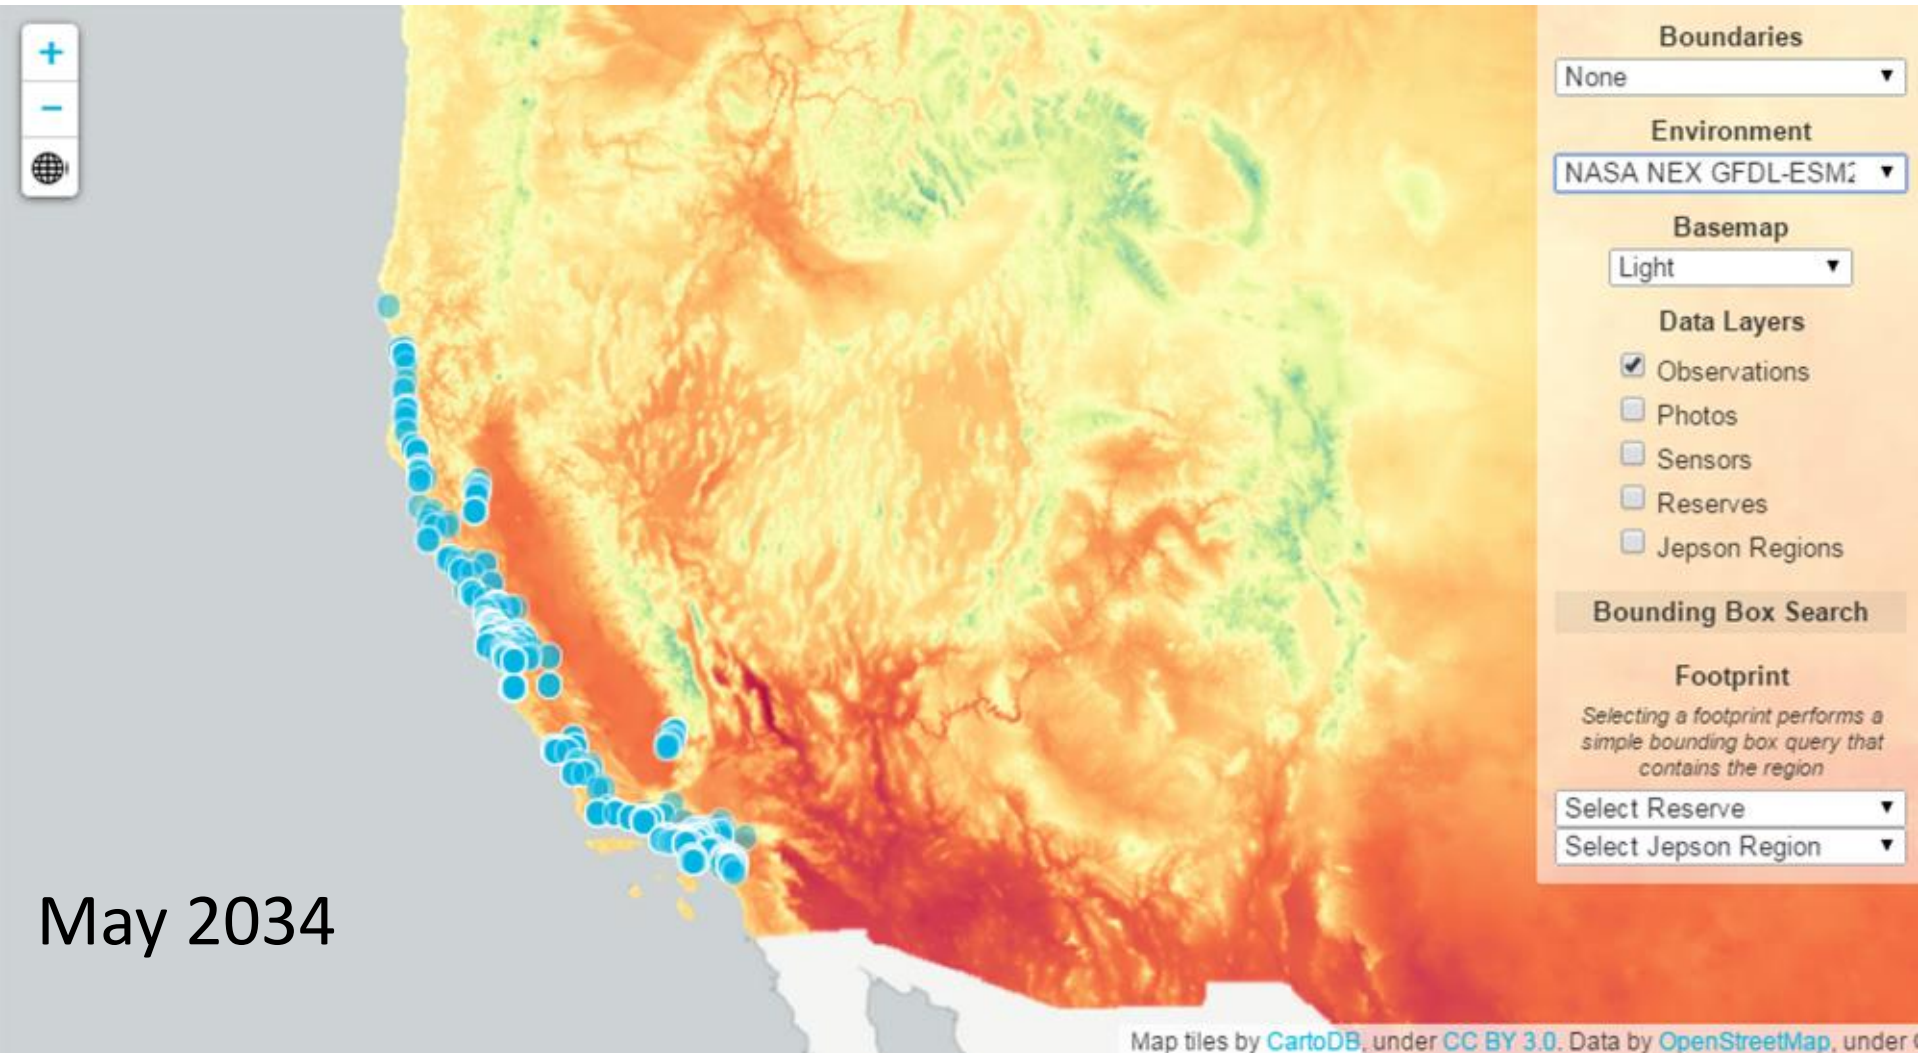 +
−
Boundaries
None
Environment
NASA NEX GFDL-ESM2
Basemap
Light
Data Layers
Observations
Photos
Sensors
Reserves
Jepson Regions
Bounding Box Search
Footprint
Selecting a footprint performs a
simple bounding box query that
contains the region
Select Reserve
Select Jepson Region
May 2034
Map tiles by CartoDB, under CC BY 3.0. Data by OpenStreetMap, under